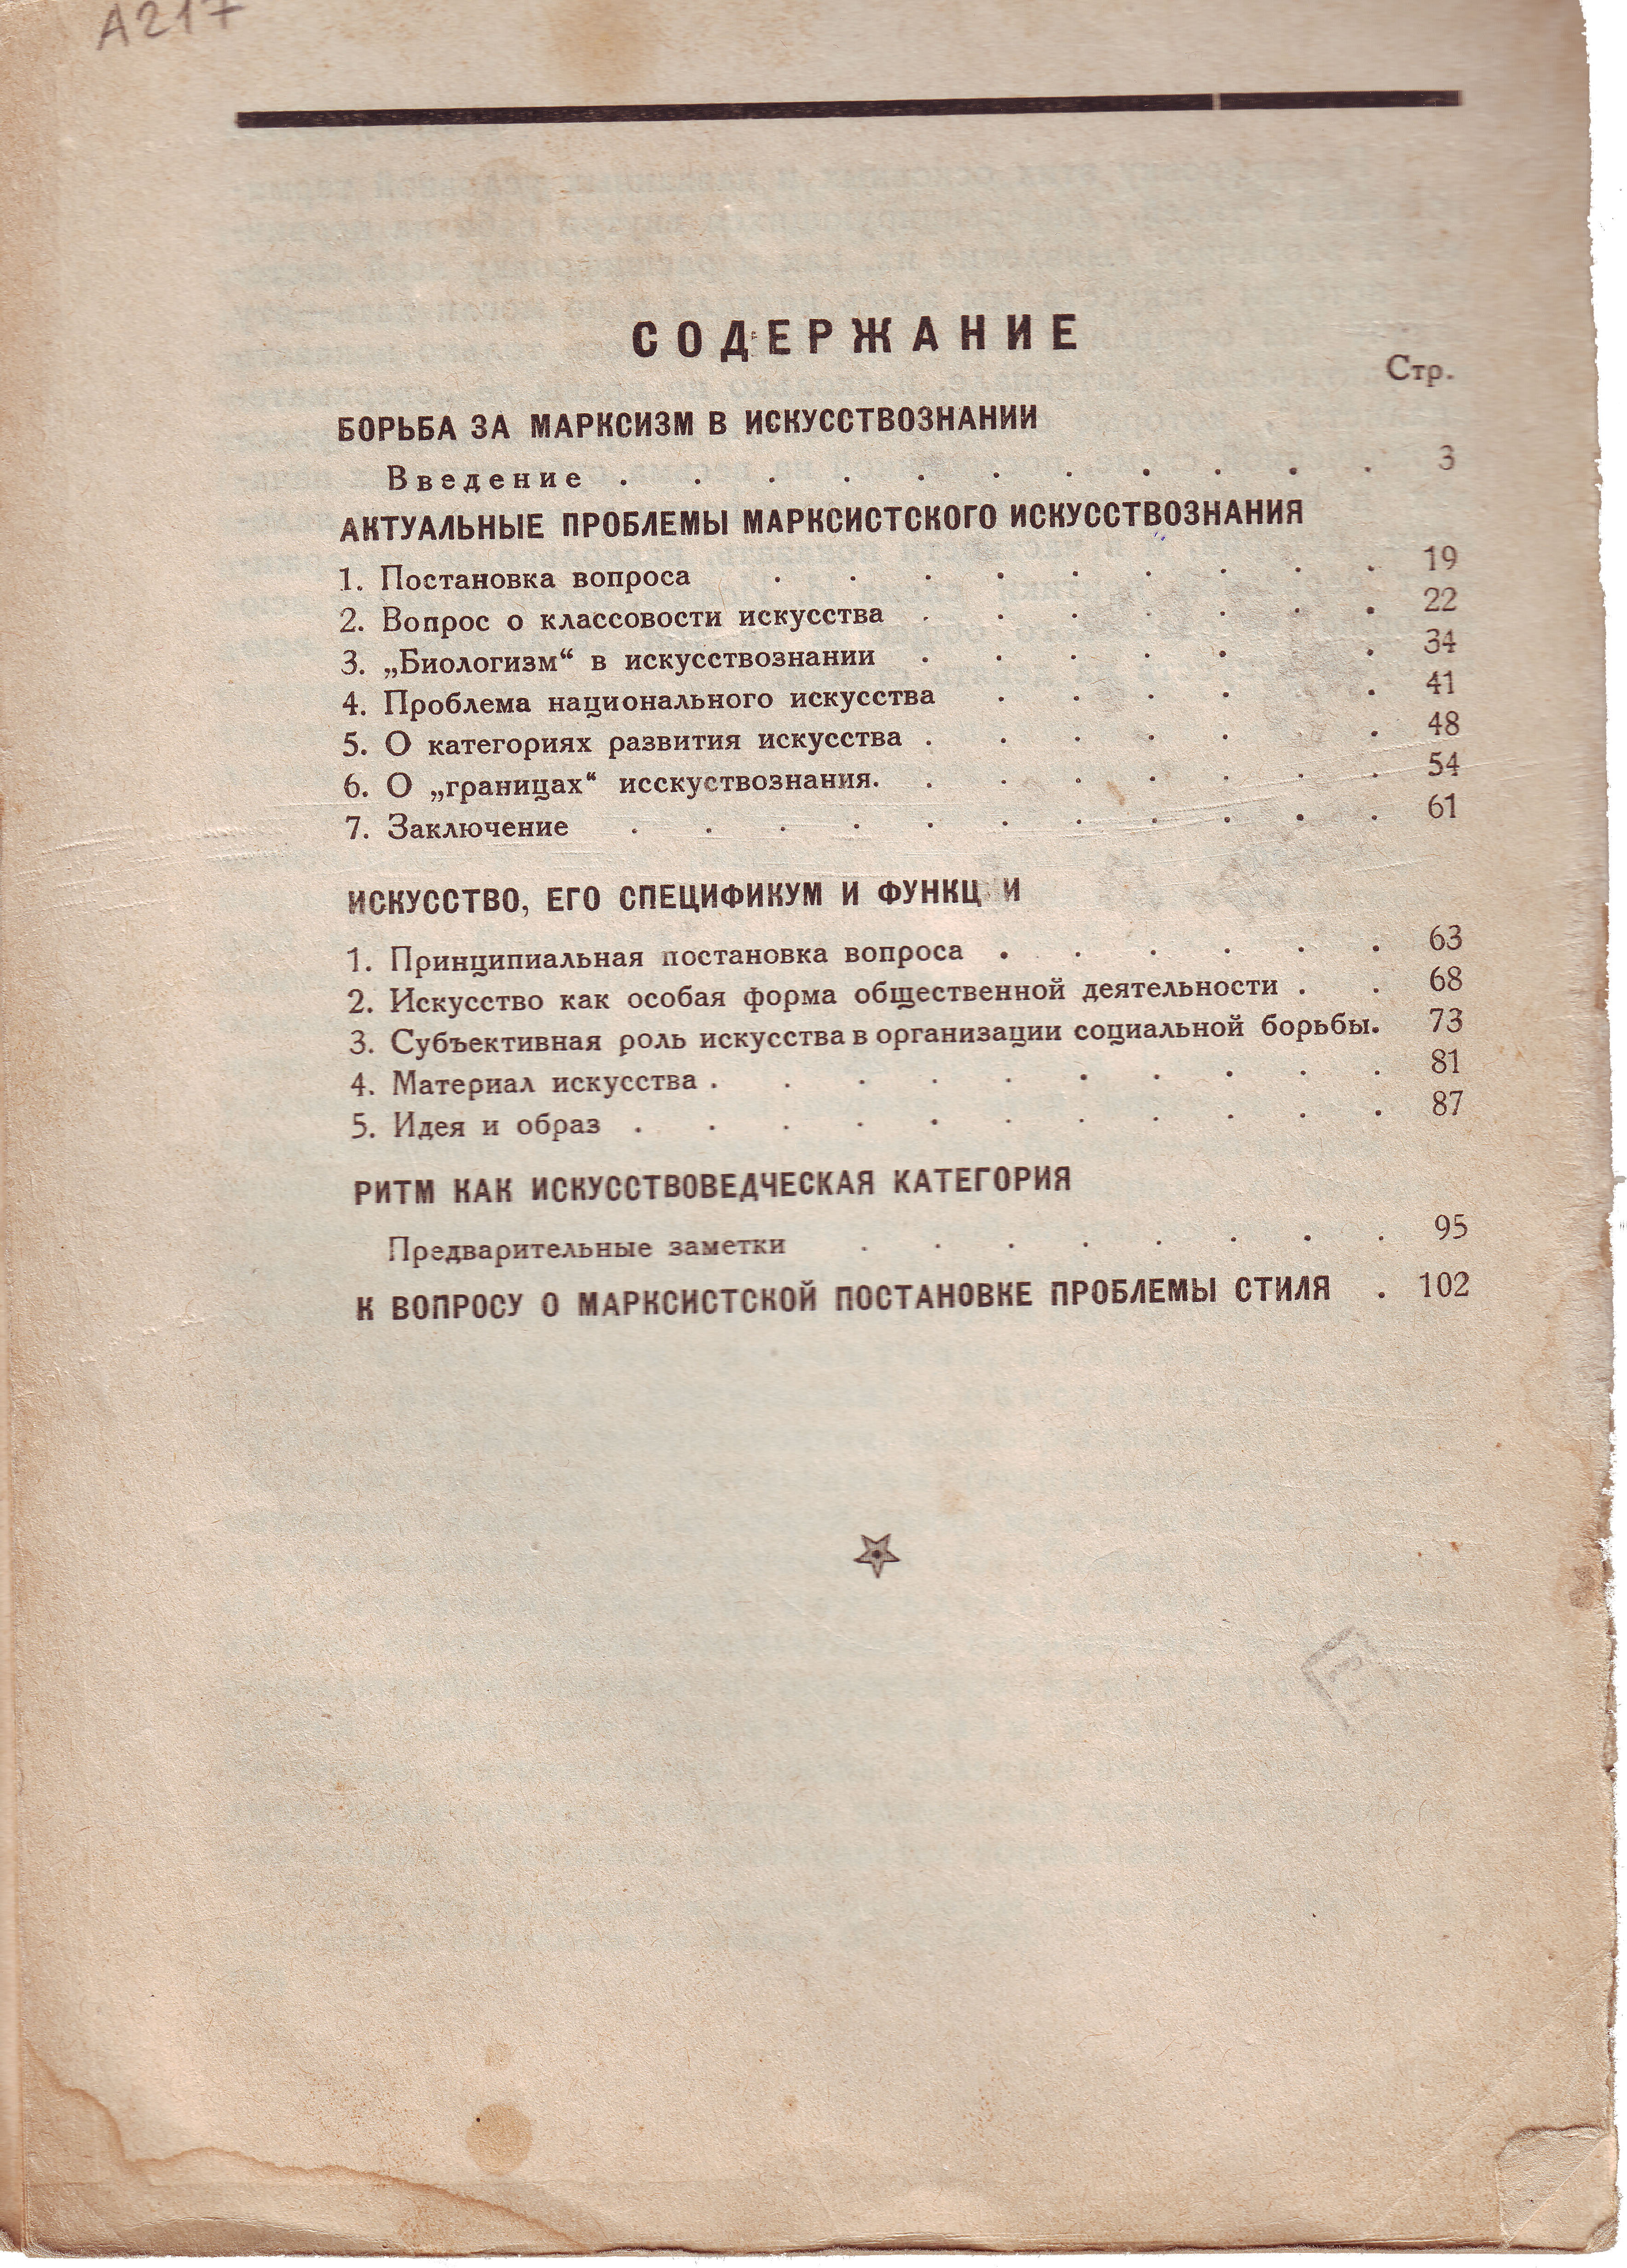 А217
СОДЕРЖАНИЕ
Стр.
БОРЬБА ЗА МАРКСИЗМ В ИСКУССТВОЗНАНИИ
Введение . . . . . . . . . . . 3
АКТУАЛЬНЫЕ ПРОБЛЕМЫ МАРКСИСТСКОГО ИСКУССТВОЗНАНИЯ
1. Постановка вопроса . . . . . . . . . 19
2. Вопрос о классовости искусства . . . . . . . 22
3. „Биологизм“ в искусствознании . . . . . . 34
4. Проблема национального искусства . . . . . 41
5. О категориях развития искусства . . . . . . 48
6. О „границах“ исскуствознания. . . . . . . . 54
7. Заключение . . . . . . . . . . . 61
ИСКУССТВО, ЕГО СПЕЦИФИКУМ И ФУНКЦ И
1. Принципиальная постановка вопроса . . . . . . 63
2. Искусство как особая форма общественной деятельности . . 68
3. Субъективная роль искусства в организации социальной борьбы. 73
4. Материал искусства . . . . . . . . . . 81
5. Идея и образ . . . . . . . . . . . 87
РИТМ КАК ИСКУССТВОВЕДЧЕСКАЯ КАТЕГОРИЯ
Предварительные заметки . . . . . . . . 95
К ВОПРОСУ О МАРКСИСТСКОЙ ПОСТАНОВКЕ ПРОБЛЕМЫ СТИЛЯ . 102